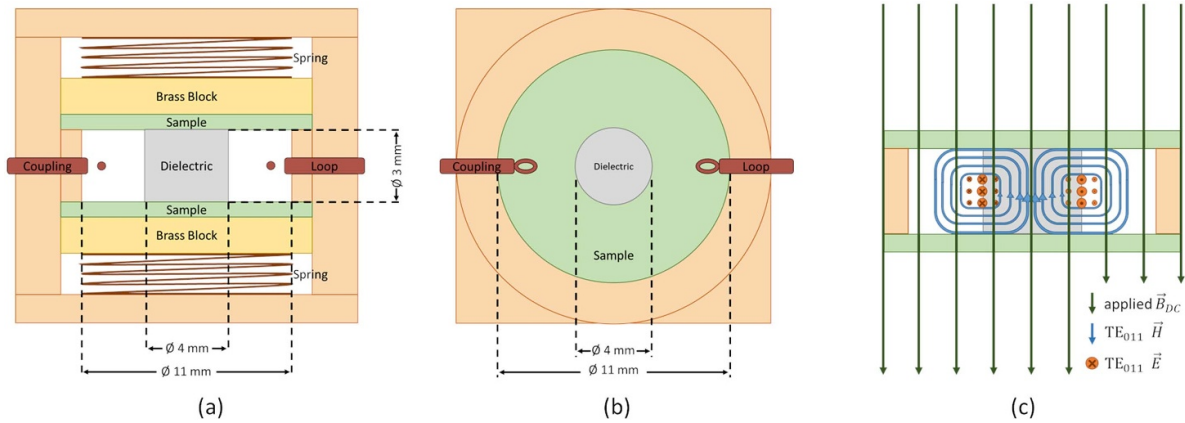 Spring
Brass Block
Sample
Coupling
Dielectric
Loop
Sample
Brass Block
Spring
Ø 3 mm
Ø 4 mm
Ø 11 mm
(a)
Coupling
Dielectric
Loop
Sample
Ø 4 mm
Ø 11 mm
(b)
applied B⃗_DC
TE₀₁₁ H⃗
TE₀₁₁ E⃗
(c)